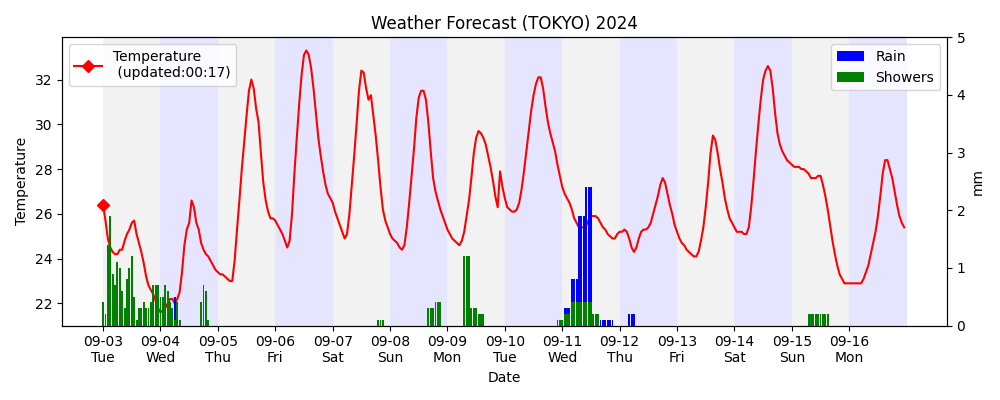 Weather Forecast (TOKYO) 2024
Temperature
(updated:00:17)
Rain
Showers
Temperature
32
30
28
26
24
22
5
4
3
2
1
0
mm
09-03 09-04 09-05 09-06 09-07 09-08 09-09 09-10 09-11 09-12 09-13 09-14 09-15 09-16
Tue Wed Thu Fri Sat Sun Mon Tue Wed Thu Fri Sat Sun Mon
Date